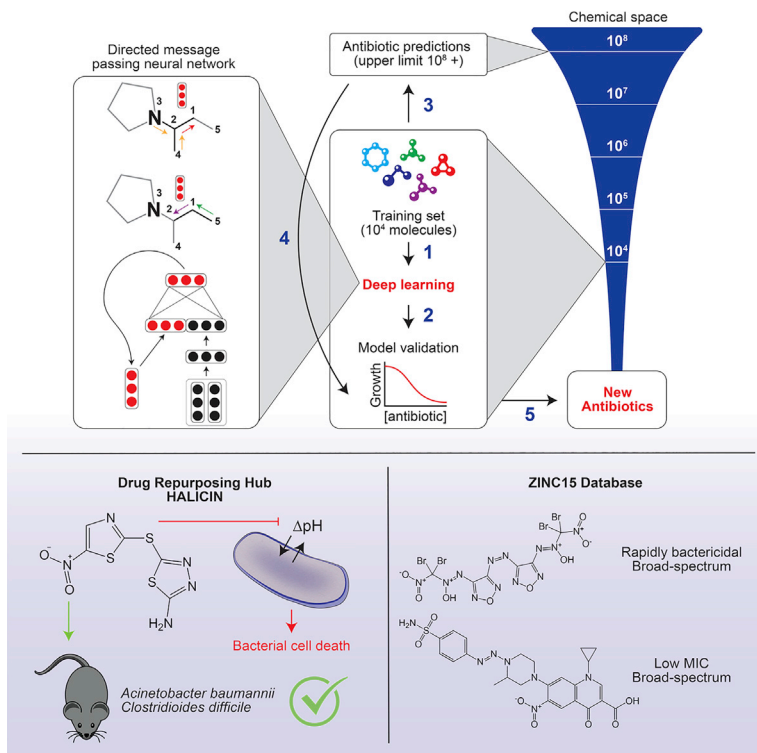 Chemical space
Directed message
passing neural network
Antibiotic predictions
(upper limit 10⁸ +)
10⁸
10⁷
10⁶
10⁵
10⁴
3
N
2
1
5
4
3
N
2
1
5
4
3
Training set
(10⁴ molecules)
1
Deep learning
2
4
Model validation
Growth
[antibiotic]
5
New
Antibiotics
Drug Repurposing Hub
HALICIN
N
S
S
O⁻
N⁺
O
N
N
S
H₂N
ΔpH
Bacterial cell death
Acinetobacter baumannii
Clostridioides difficile
ZINC15 Database
O
Br
Br
N⁺
O⁻
N
N⁺
OH
N
N
Br
Br
O
N⁺
O⁻
N⁺
N
OH
N
O
N
N
O
N
Rapidly bactericidal
Broad-spectrum
H₂N
O
S
O
N
N
N
N
N
O
N⁺
O⁻
O
O
OH
Low MIC
Broad-spectrum